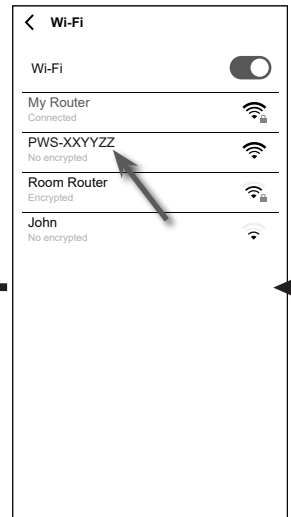 Wi-Fi
Wi-Fi
My Router
Connected
PWS-XXYYZZ
No encrypted
Room Router
Encrypted
John
No encrypted